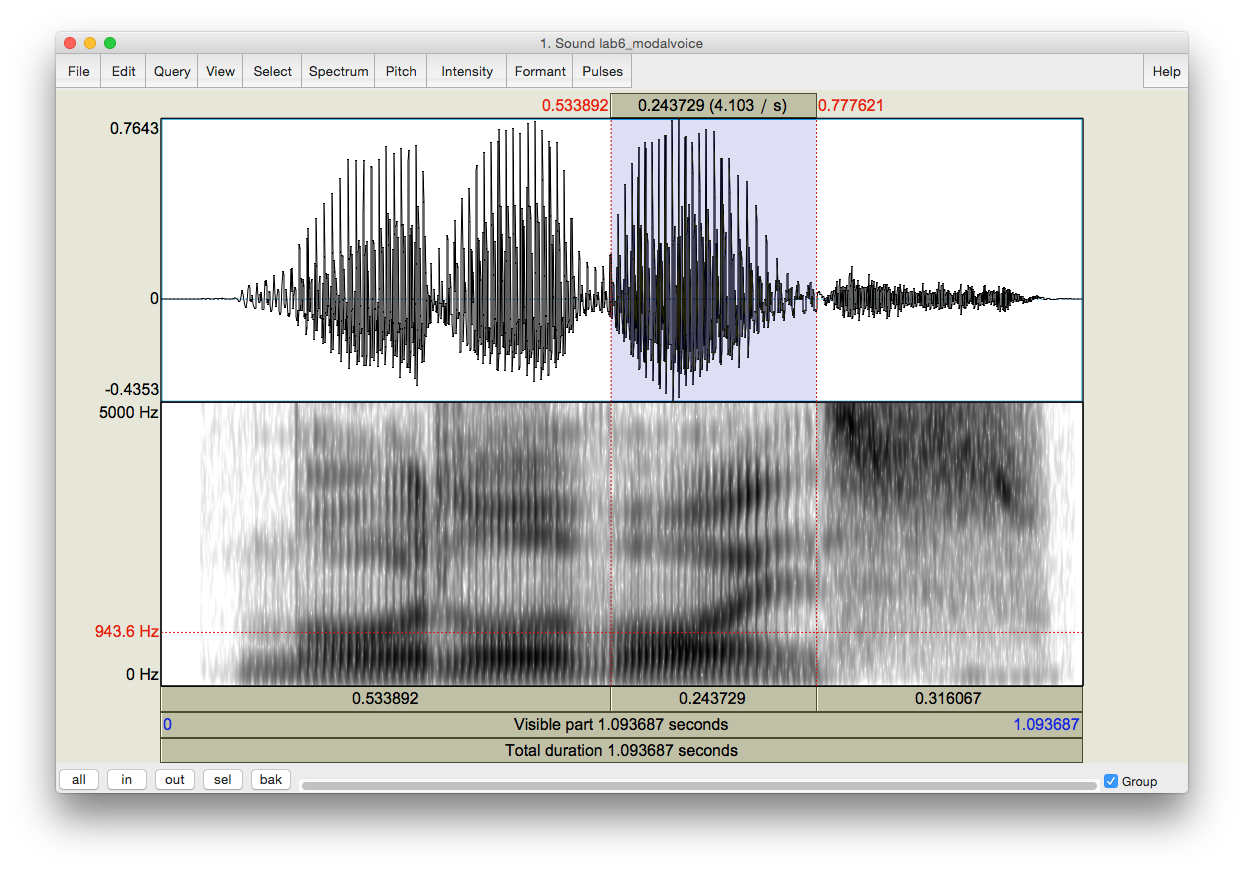 1. Sound lab6_modalvoice
File Edit Query View Select Spectrum Pitch Intensity Formant Pulses Help
0.533892 0.243729 (4.103 / s) 0.777621
0.7643
0
-0.4353
5000 Hz
943.6 Hz
0 Hz
0.533892 0.243729 0.316067
0 Visible part 1.093687 seconds 1.093687
Total duration 1.093687 seconds
all in out sel bak Group